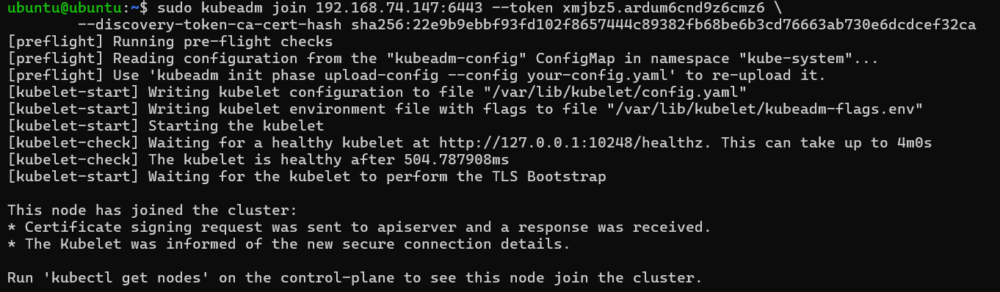 ubuntu@ubuntu:~$ sudo kubeadm join 192.168.74.147:6443 --token xmjbz5.ardum6cnd9z6cmz6 \
        --discovery-token-ca-cert-hash sha256:22e9b9ebbf93fd102f8657444c89382fb68be6b3cd76663ab730e6dcdcef32ca
[preflight] Running pre-flight checks
[preflight] Reading configuration from the "kubeadm-config" ConfigMap in namespace "kube-system"...
[preflight] Use 'kubeadm init phase upload-config --config your-config.yaml' to re-upload it.
[kubelet-start] Writing kubelet configuration to file "/var/lib/kubelet/config.yaml"
[kubelet-start] Writing kubelet environment file with flags to file "/var/lib/kubelet/kubeadm-flags.env"
[kubelet-start] Starting the kubelet
[kubelet-check] Waiting for a healthy kubelet at http://127.0.0.1:10248/healthz. This can take up to 4m0s
[kubelet-check] The kubelet is healthy after 504.787908ms
[kubelet-start] Waiting for the kubelet to perform the TLS Bootstrap

This node has joined the cluster:
* Certificate signing request was sent to apiserver and a response was received.
* The Kubelet was informed of the new secure connection details.

Run 'kubectl get nodes' on the control-plane to see this node join the cluster.